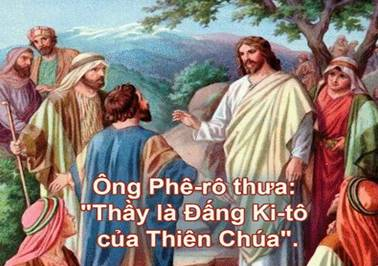 Ông Phê-rô thưa:
"Thầy là Đấng Ki-tô
của Thiên Chúa".